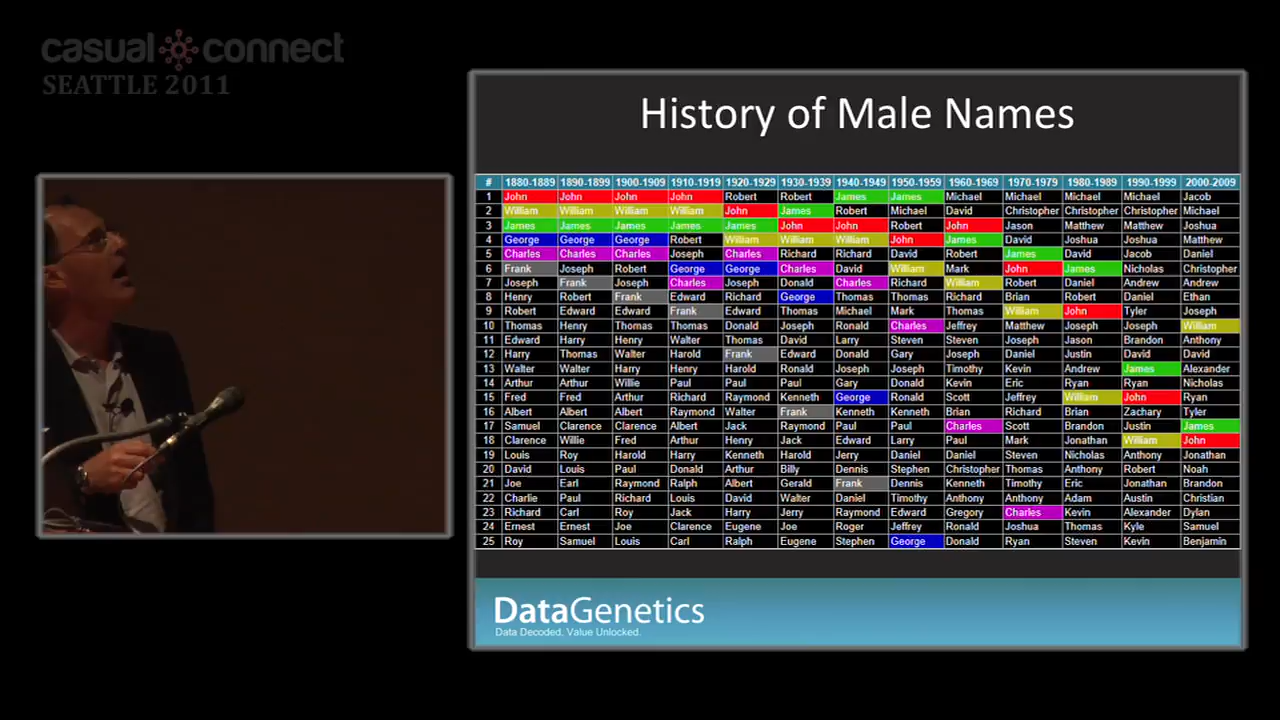 casual connect
SEATTLE 2011
History of Male Names
# 1880-1889 1890-1899 1900-1909 1910-1919 1920-1929 1930-1939 1940-1949 1950-1959 1960-1969 1970-1979 1980-1989 1990-1999 2000-2009
1 John John John John Robert Robert James James Michael Michael Michael Michael Jacob
2 William William William William John James Robert Michael David Christopher Christopher Christopher Michael
3 James James James James James John John Robert John Jason Matthew Matthew Joshua
4 George George George Robert William William William John James David Joshua Joshua Matthew
5 Charles Charles Charles Joseph Charles Richard Richard David Robert James David Jacob Daniel
6 Frank Joseph Robert George George Charles David William Mark John James Nicholas Christopher
7 Joseph Frank Joseph Charles Joseph Donald Charles Richard William Robert Daniel Andrew Andrew
8 Henry Robert Frank Edward Richard George Thomas Thomas Richard Brian Robert Daniel Ethan
9 Robert Edward Edward Frank Edward Thomas Michael Mark Thomas William John Tyler Joseph
10 Thomas Henry Thomas Thomas Donald Joseph Ronald Charles Jeffrey Matthew Joseph Joseph William
11 Edward Harry Henry Walter Thomas David Larry Steven Steven Joseph Jason Brandon Anthony
12 Harry Thomas Walter Harold Frank Edward Donald Gary Joseph Daniel Justin David David
13 Walter Walter Harry Henry Harold Ronald Joseph Joseph Timothy Kevin Andrew James Alexander
14 Arthur Arthur Willie Paul Paul Paul Gary Donald Kevin Eric Ryan Ryan Nicholas
15 Fred Fred Arthur Richard Raymond Kenneth George Ronald Scott Jeffrey William John Ryan
16 Albert Albert Albert Raymond Walter Frank Kenneth Kenneth Brian Richard Brian Zachary Tyler
17 Samuel Clarence Clarence Albert Jack Raymond Paul Paul Charles Scott Brandon Justin James
18 Clarence Willie Fred Arthur Henry Jack Edward Larry Paul Mark Jonathan William John
19 Louis Roy Harold Harry Kenneth Harold Jerry Daniel Daniel Steven Nicholas Anthony Jonathan
20 David Louis Paul Donald Arthur Billy Dennis Stephen Christopher Thomas Anthony Robert Noah
21 Joe Earl Raymond Ralph Albert Gerald Frank Dennis Kenneth Timothy Eric Jonathan Brandon
22 Charlie Paul Richard Louis David Walter Daniel Timothy Anthony Anthony Adam Austin Christian
23 Richard Carl Roy Jack Harry Jerry Raymond Edward Gregory Charles Kevin Alexander Dylan
24 Ernest Ernest Joe Clarence Eugene Joe Roger Jeffrey Ronald Joshua Thomas Kyle Samuel
25 Roy Samuel Louis Carl Ralph Eugene Stephen George Donald Ryan Steven Kevin Benjamin
DataGenetics
Data Decoded. Value Unlocked.